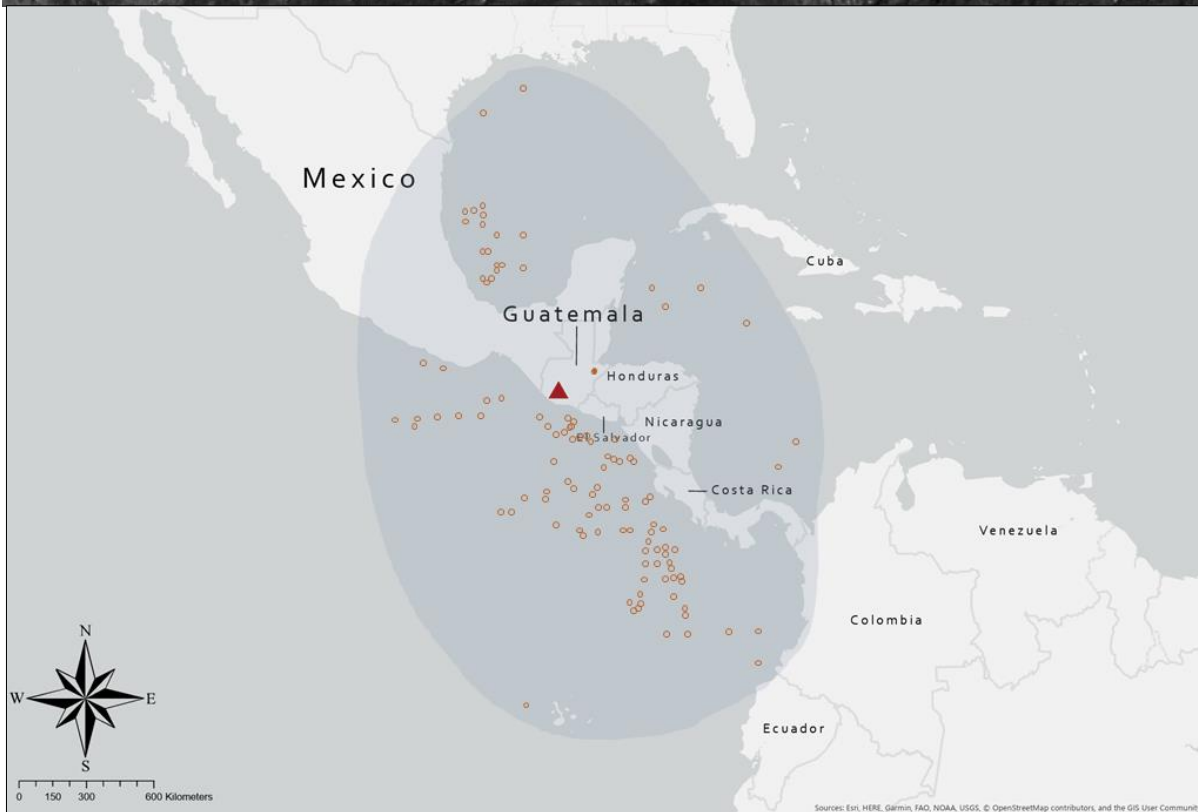 Mexico
Cuba
Guatemala
Honduras
Nicaragua
El Salvador
Costa Rica
Venezuela
Colombia
Ecuador
N
W E
S
0 150 300 600 Kilometers
Sources: Esri, HERE, Garmin, FAO, NOAA, USGS, © OpenStreetMap contributors, and the GIS User Communit